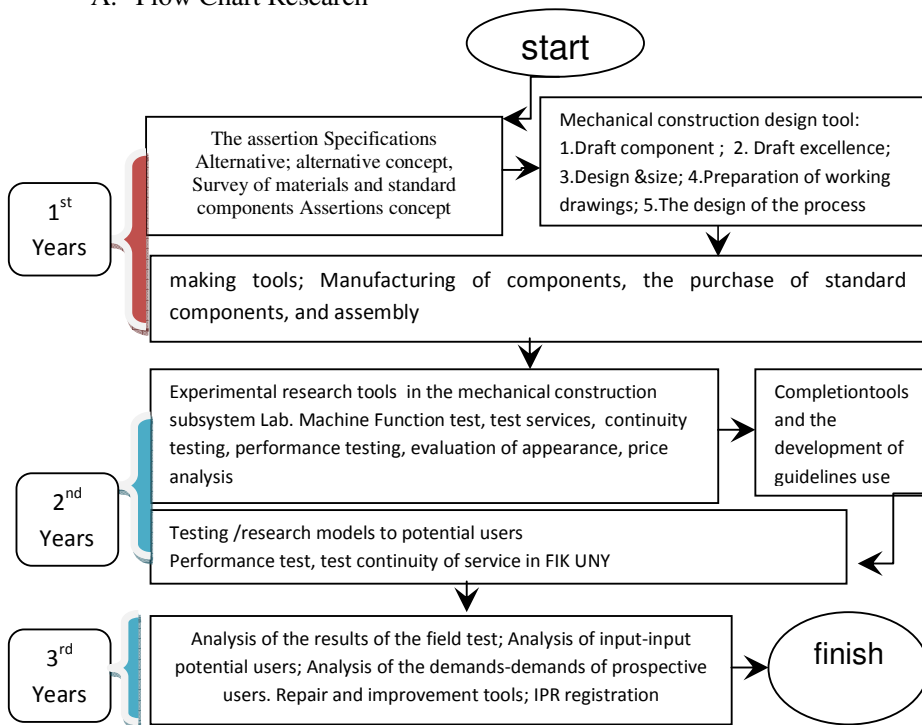 A. Flow Chart Research
start
The assertion Specifications
Alternative; alternative concept,
Survey of materials and standard
components Assertions concept
Mechanical construction design tool:
1.Draft component ; 2. Draft excellence;
3.Design &size; 4.Preparation of working
drawings; 5.The design of the process
1st
Years
making tools; Manufacturing of components, the purchase of standard
components, and assembly
Experimental research tools in the mechanical construction
subsystem Lab. Machine Function test, test services, continuity
testing, performance testing, evaluation of appearance, price
analysis
Completiontools
and the
development of
guidelines use
2nd
Years
Testing /research models to potential users
Performance test, test continuity of service in FIK UNY
3rd
Years
Analysis of the results of the field test; Analysis of input-input
potential users; Analysis of the demands-demands of prospective
users. Repair and improvement tools; IPR registration
finish